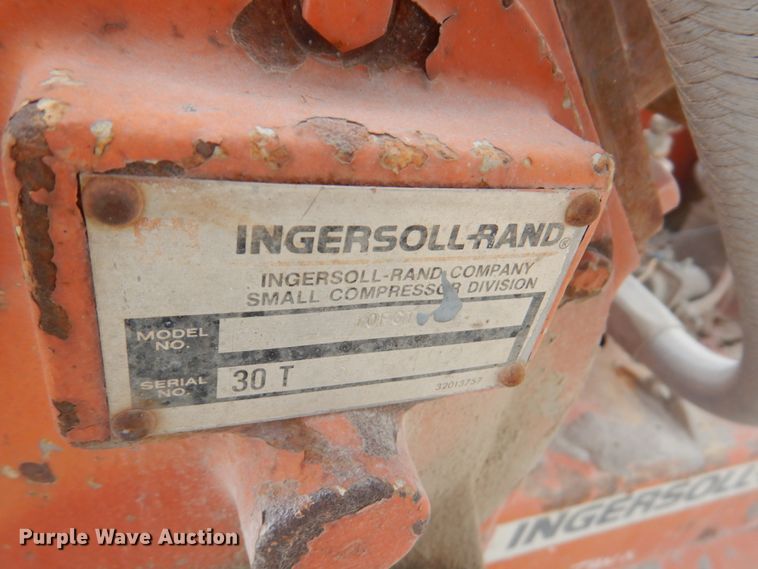 INGERSOLL-RAND®
INGERSOLL-RAND COMPANY
SMALL COMPRESSOR DIVISION
MODEL NO.
SERIAL NO. 30 T
32013757
INGERSOLL
Purple Wave Auction